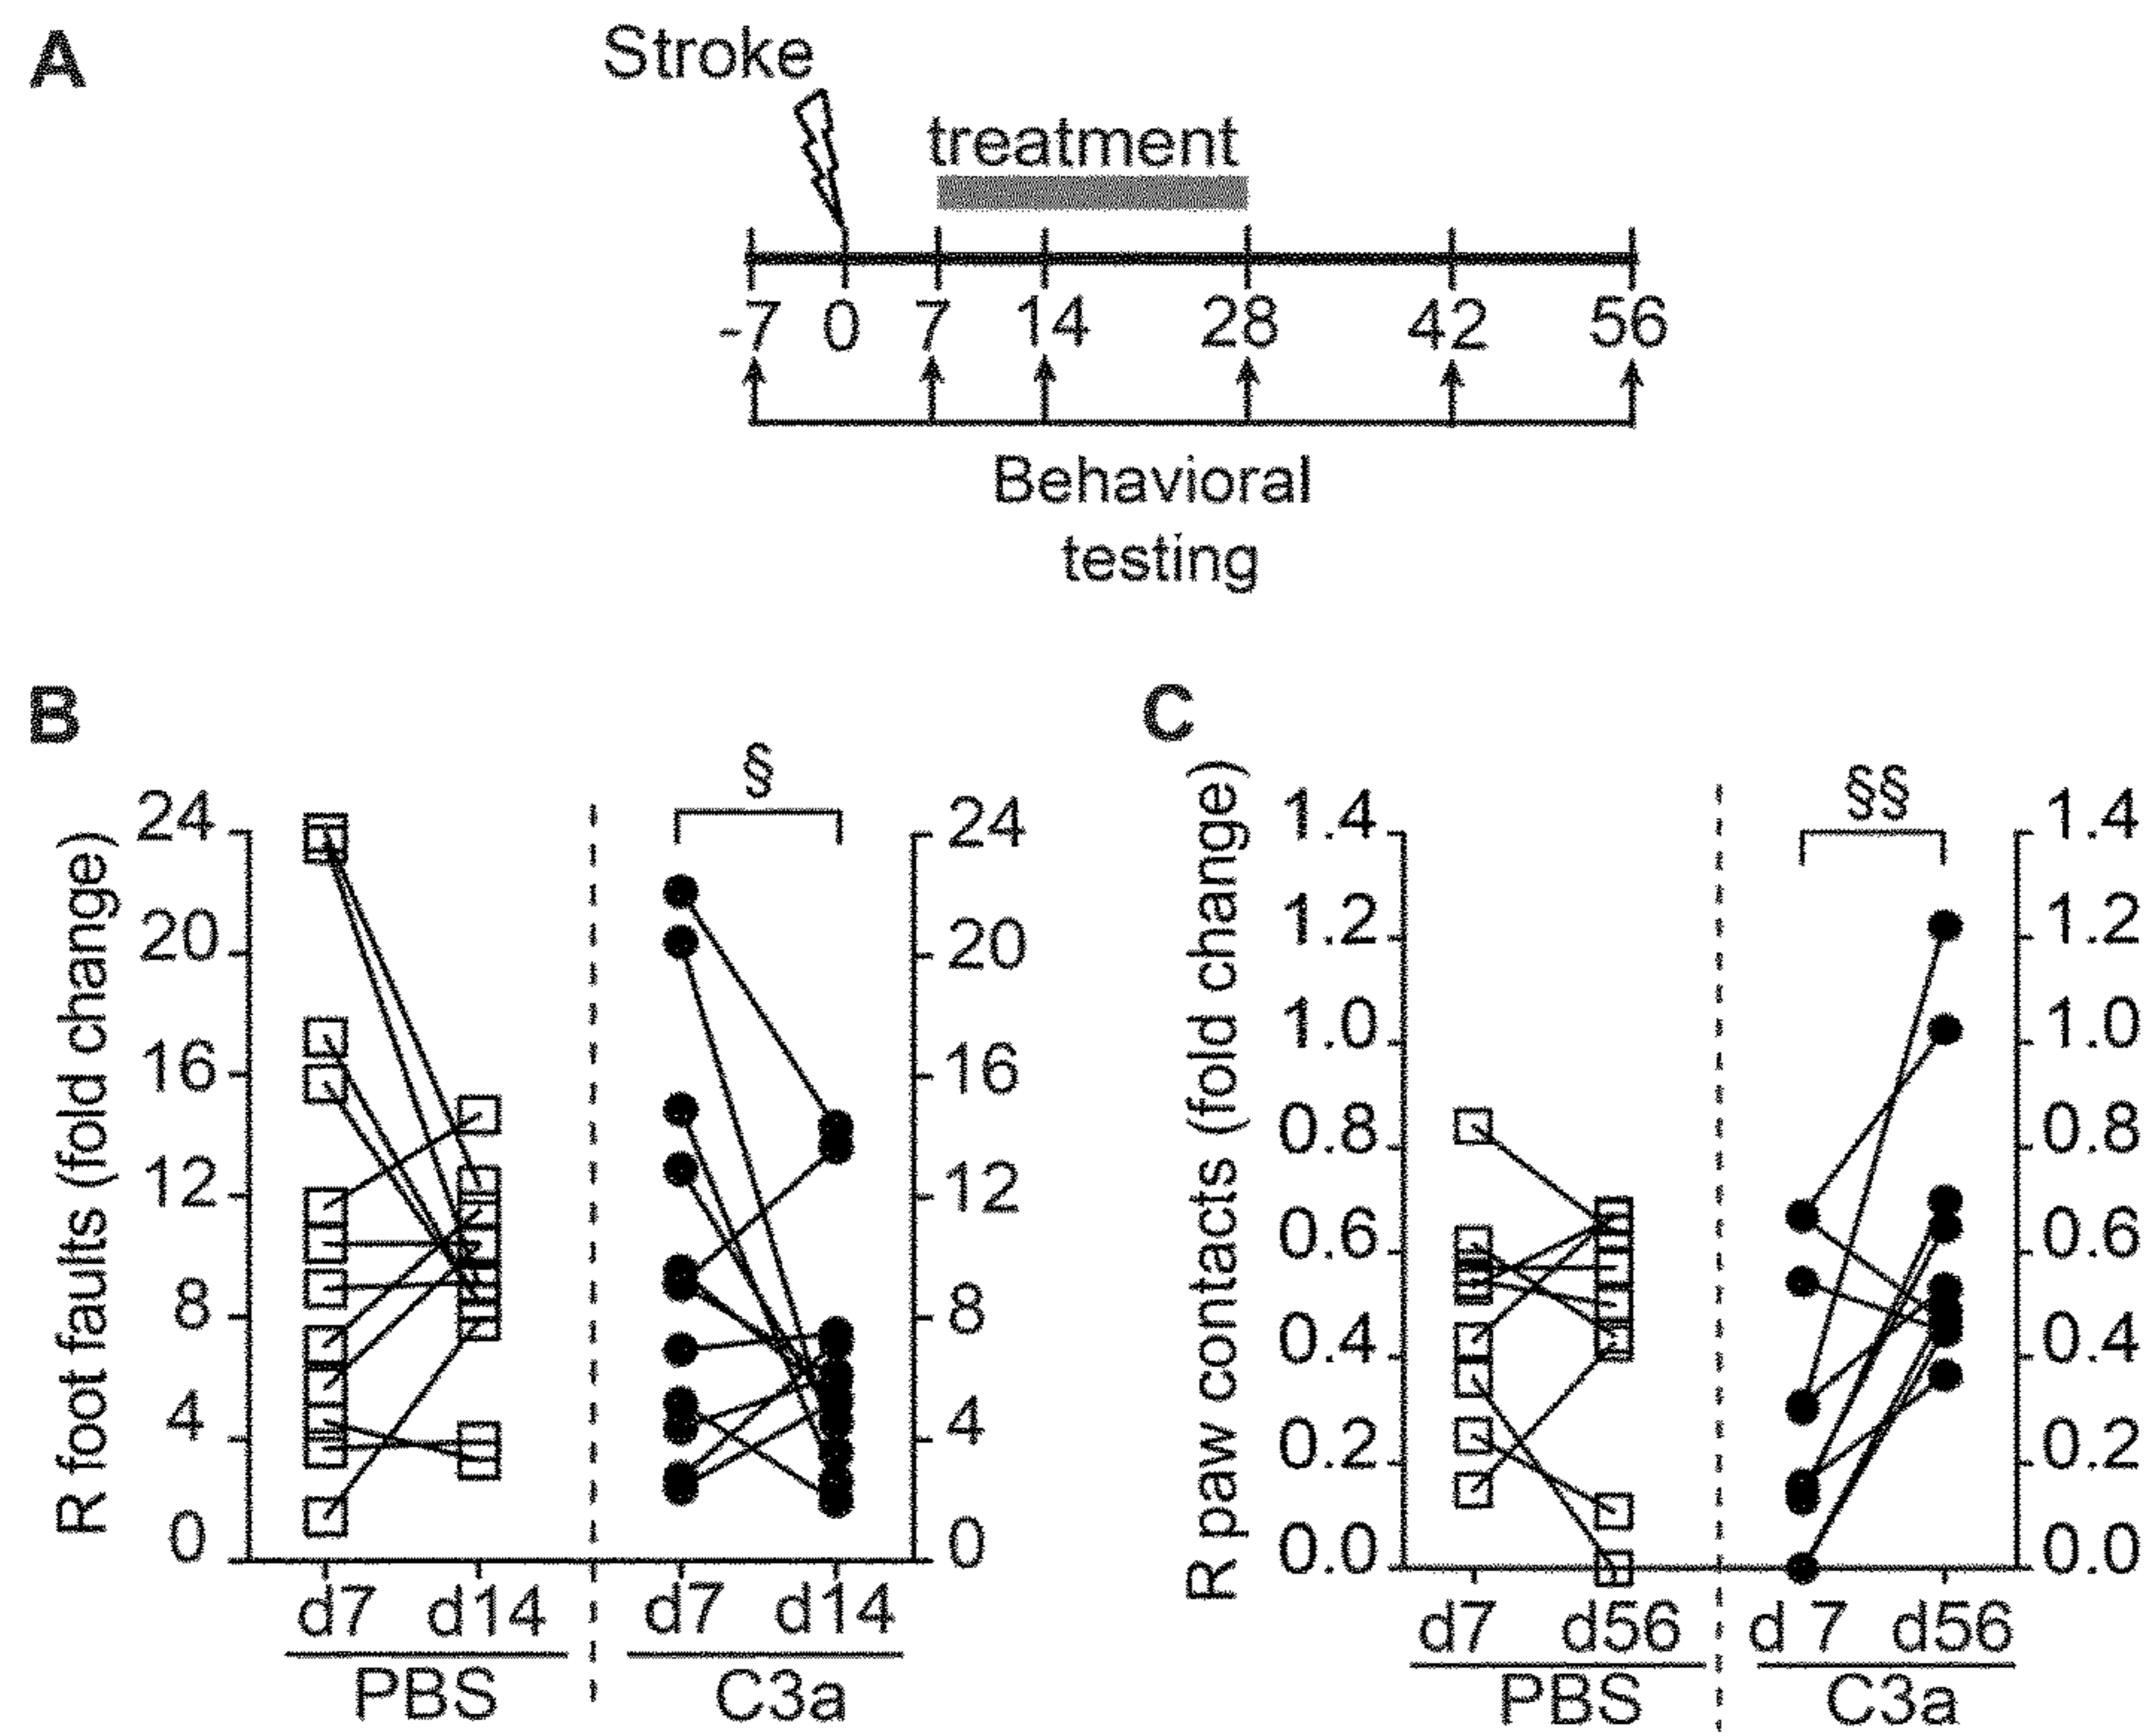 A
Stroke
treatment
-7 0 7 14 28 42 56
Behavioral
testing
B
R foot faults (fold change)
24
20
16
12
8
4
0
§
24
20
16
12
8
4
0
d7 d14 d7 d14
PBS C3a
C
R paw contacts (fold change)
1.4
1.2
1.0
0.8
0.6
0.4
0.2
0.0
§§
1.4
1.2
1.0
0.8
0.6
0.4
0.2
0.0
d7 d56 d 7 d56
PBS C3a